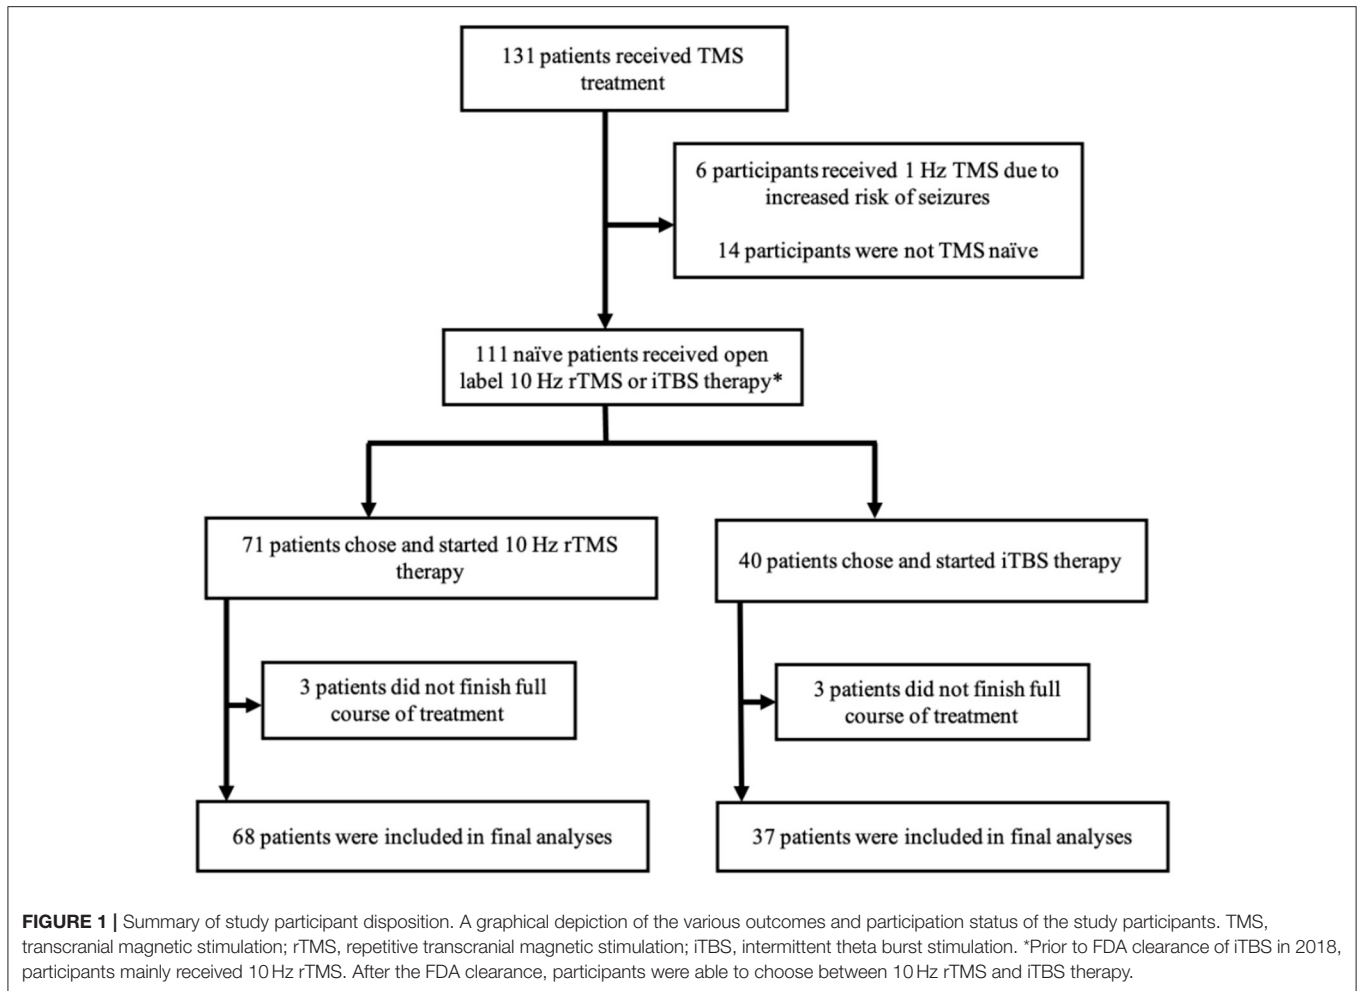 131 patients received TMS
treatment
6 participants received 1 Hz TMS due to
increased risk of seizures
14 participants were not TMS naïve
111 naïve patients received open
label 10 Hz rTMS or iTBS therapy*
71 patients chose and started 10 Hz rTMS
therapy
40 patients chose and started iTBS therapy
3 patients did not finish full
course of treatment
3 patients did not finish full
course of treatment
68 patients were included in final analyses
37 patients were included in final analyses
FIGURE 1 | Summary of study participant disposition. A graphical depiction of the various outcomes and participation status of the study participants. TMS,
transcranial magnetic stimulation; rTMS, repetitive transcranial magnetic stimulation; iTBS, intermittent theta burst stimulation. *Prior to FDA clearance of iTBS in 2018,
participants mainly received 10 Hz rTMS. After the FDA clearance, participants were able to choose between 10 Hz rTMS and iTBS therapy.